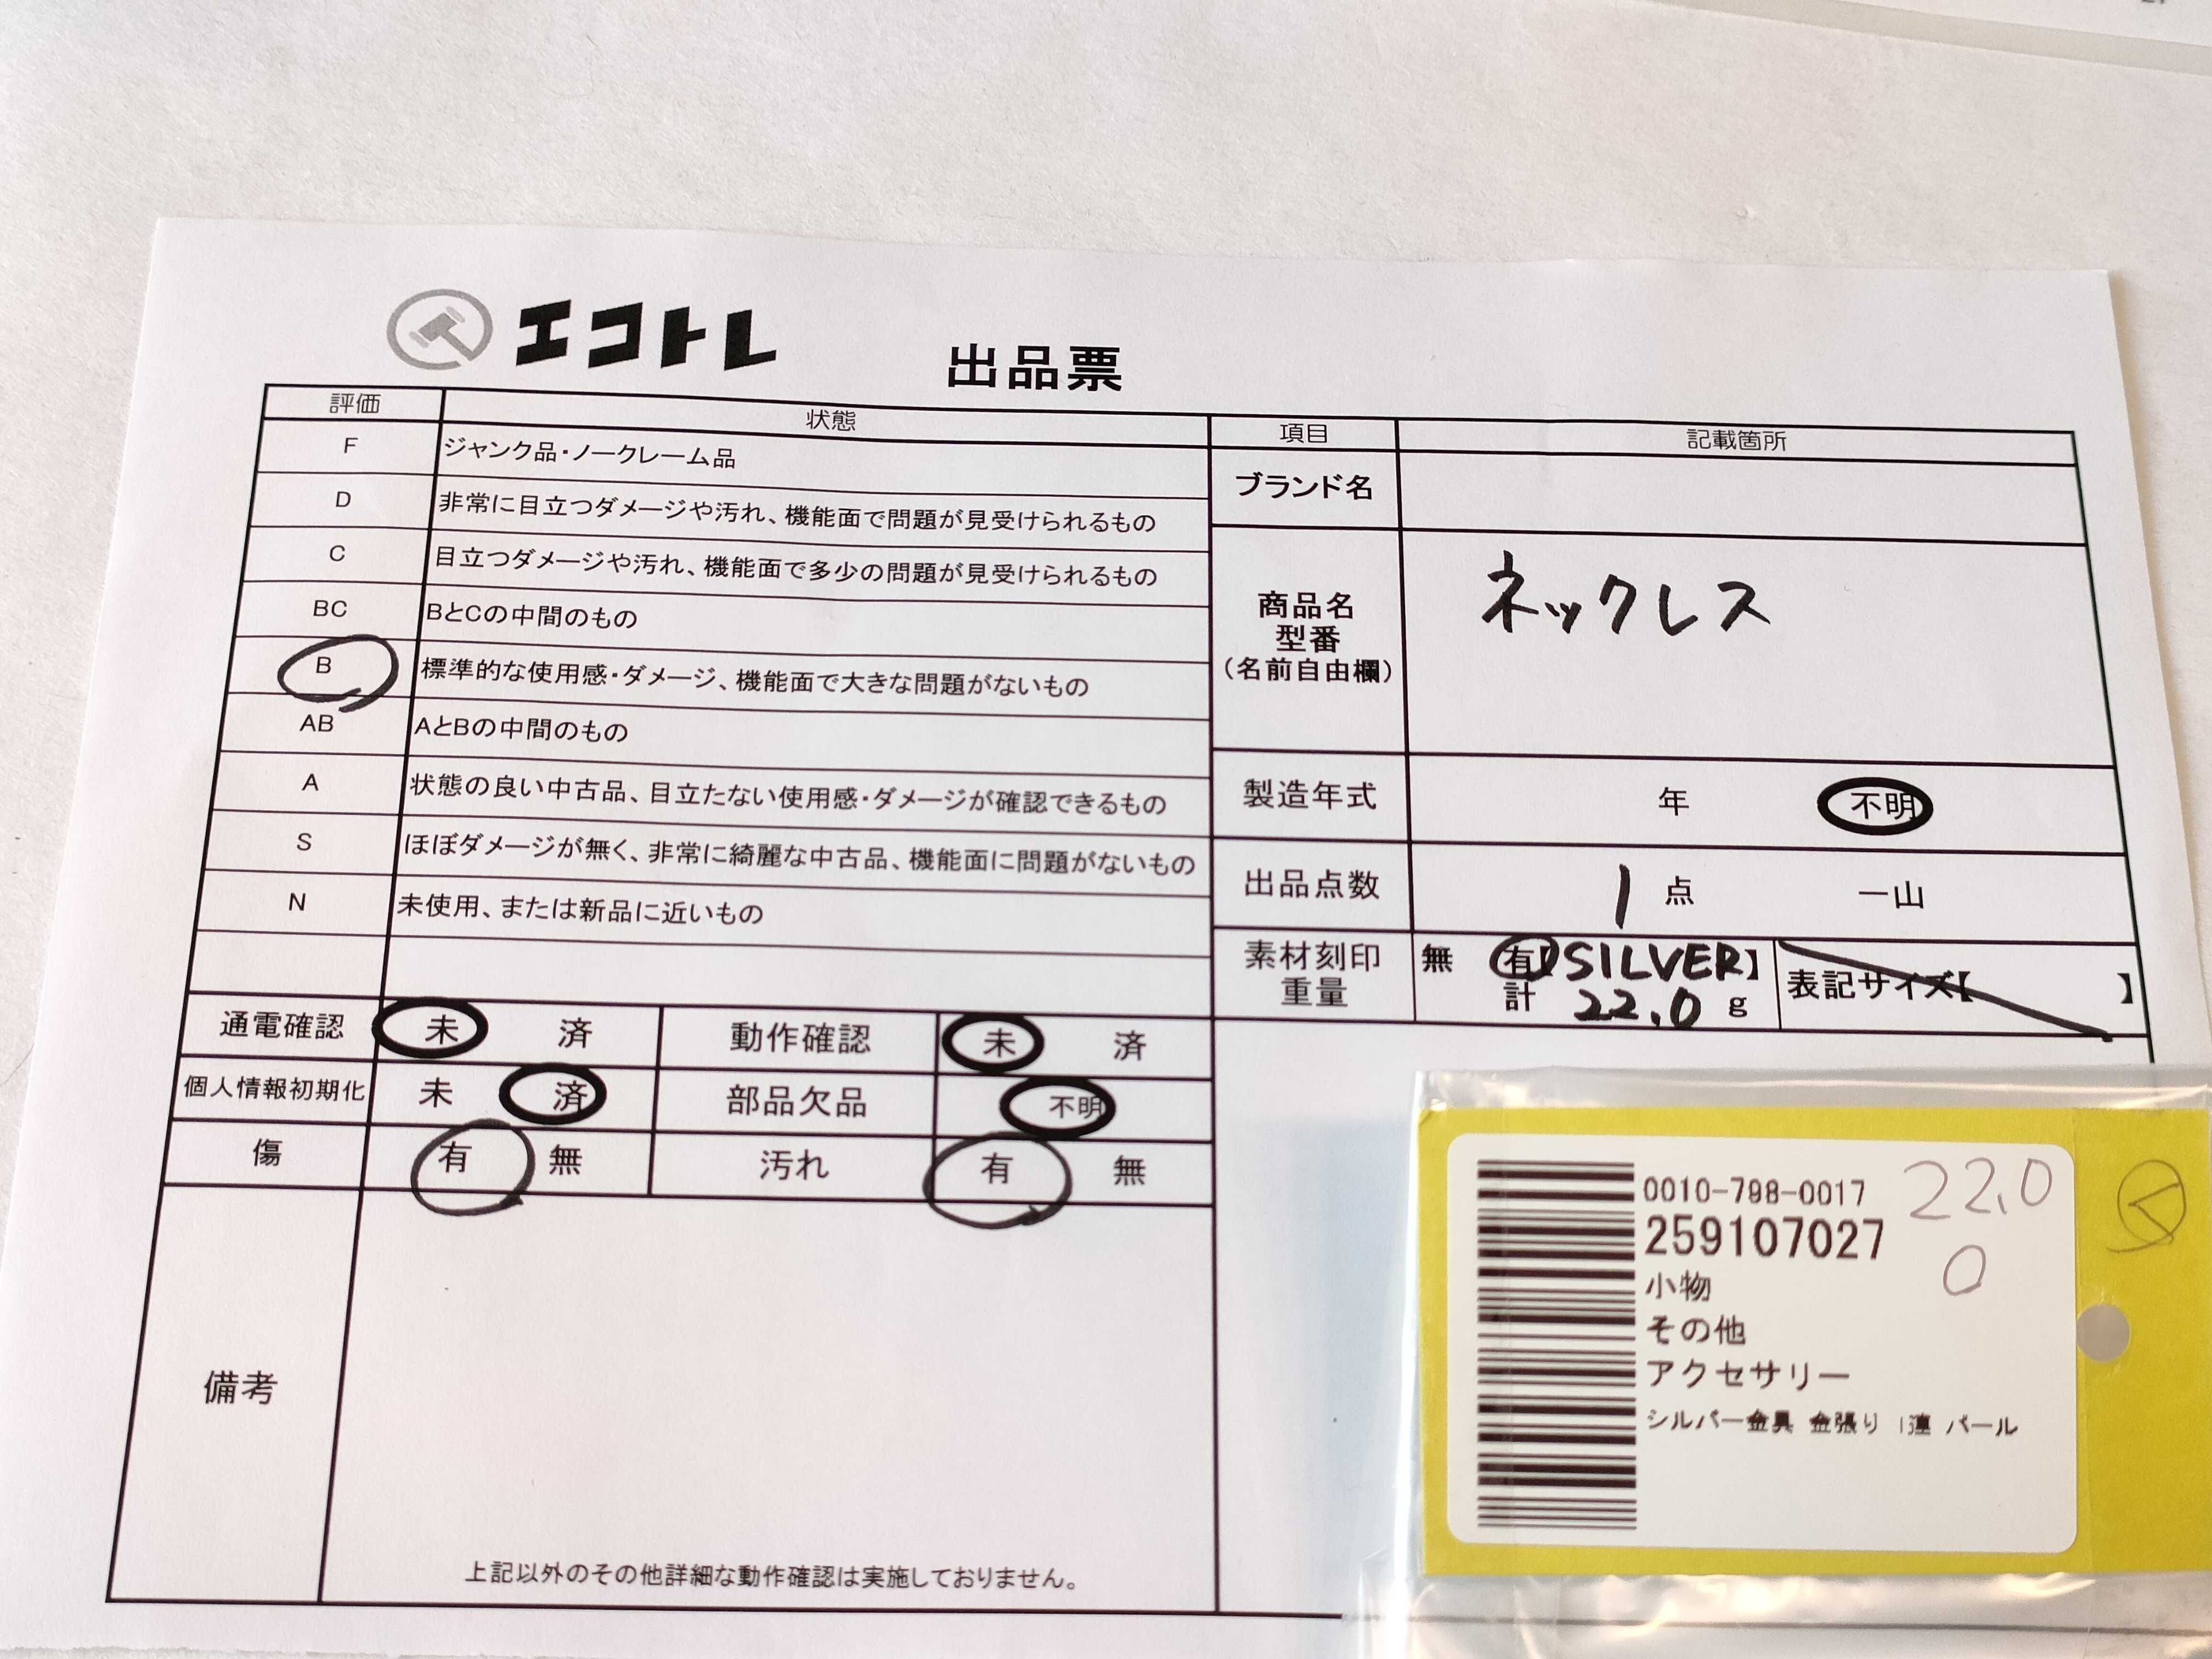 エコトレ
出品票
評価 状態
F ジャンク品・ノークレーム品
D 非常に目立つダメージや汚れ、機能面で問題が見受けられるもの
C 目立つダメージや汚れ、機能面で多少の問題が見受けられるもの
BC BとCの中間のもの
B 標準的な使用感・ダメージ、機能面で大きな問題がないもの
AB AとBの中間のもの
A 状態の良い中古品、目立たない使用感・ダメージが確認できるもの
S ほぼダメージが無く、非常に綺麗な中古品、機能面に問題がないもの
N 未使用、または新品に近いもの
項目 記載箇所
ブランド名
商品名
型番
(名前自由欄)
ネックレス
製造年式 年 不明
出品点数 1 点 一山
素材刻印
重量
無 有【SILVER】
計 22.0 g
表記サイズ【 】
通電確認 未 済 動作確認 未 済
個人情報初期化 未 済 部品欠品 不明
傷 有 無 汚れ 有 無
備考
上記以外のその他詳細な動作確認は実施しておりません。
0010-798-0017
22.0
259107027
0
小物
その他
アクセサリー
シルバー金具 金張り 1連 パール